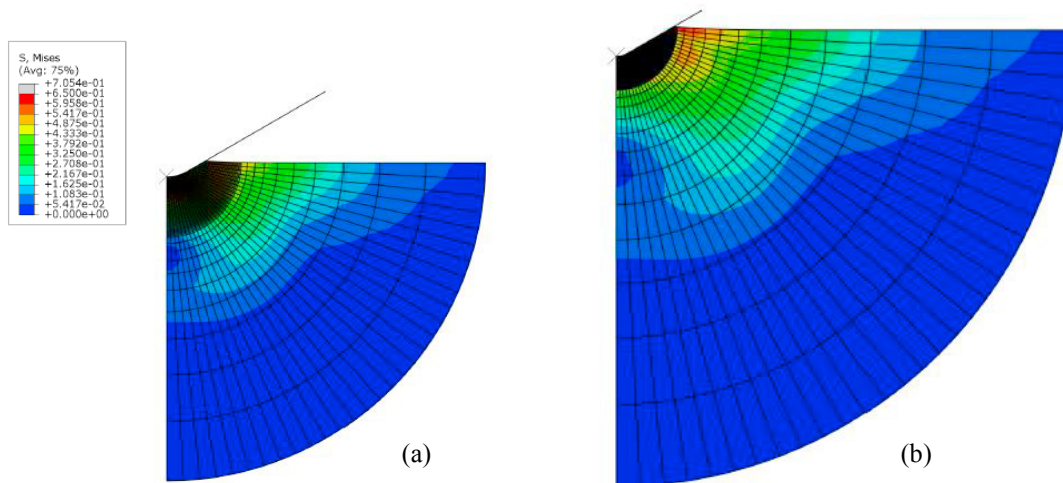 S, Mises
(Avg: 75%)
+7.054e-01
+6.500e-01
+5.958e-01
+5.417e-01
+4.875e-01
+4.333e-01
+3.792e-01
+3.250e-01
+2.708e-01
+2.167e-01
+1.625e-01
+1.083e-01
+5.417e-02
+0.000e+00
(a)
(b)